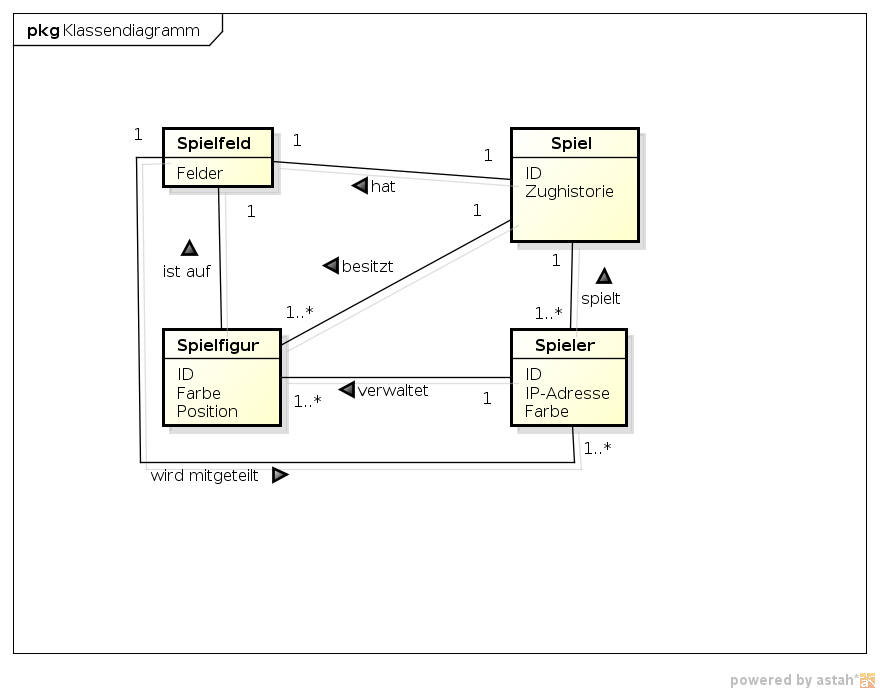 pkg Klassendiagramm
1
Spielfeld
Felder
1
1
hat
Spiel
ID
Zughistorie
1
1
besitzt
ist auf
1
spielt
1..*
1..*
Spielfigur
ID
Farbe
Position
Spieler
ID
IP-Adresse
Farbe
1..*
verwaltet
1
1..*
wird mitgeteilt
powered by astah*